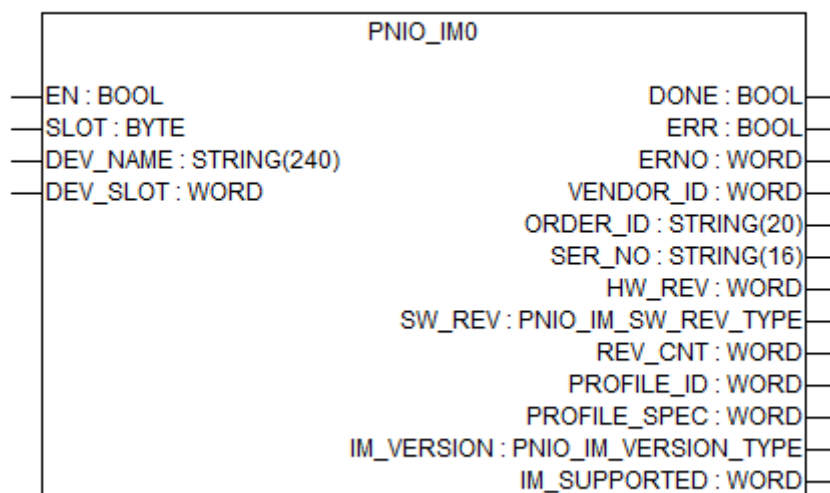 PNIO_IM0
EN : BOOL DONE : BOOL
SLOT : BYTE ERR : BOOL
DEV_NAME : STRING(240) ERNO : WORD
DEV_SLOT : WORD VENDOR_ID : WORD
ORDER_ID : STRING(20)
SER_NO : STRING(16)
HW_REV : WORD
SW_REV : PNIO_IM_SW_REV_TYPE
REV_CNT : WORD
PROFILE_ID : WORD
PROFILE_SPEC : WORD
IM_VERSION : PNIO_IM_VERSION_TYPE
IM_SUPPORTED : WORD